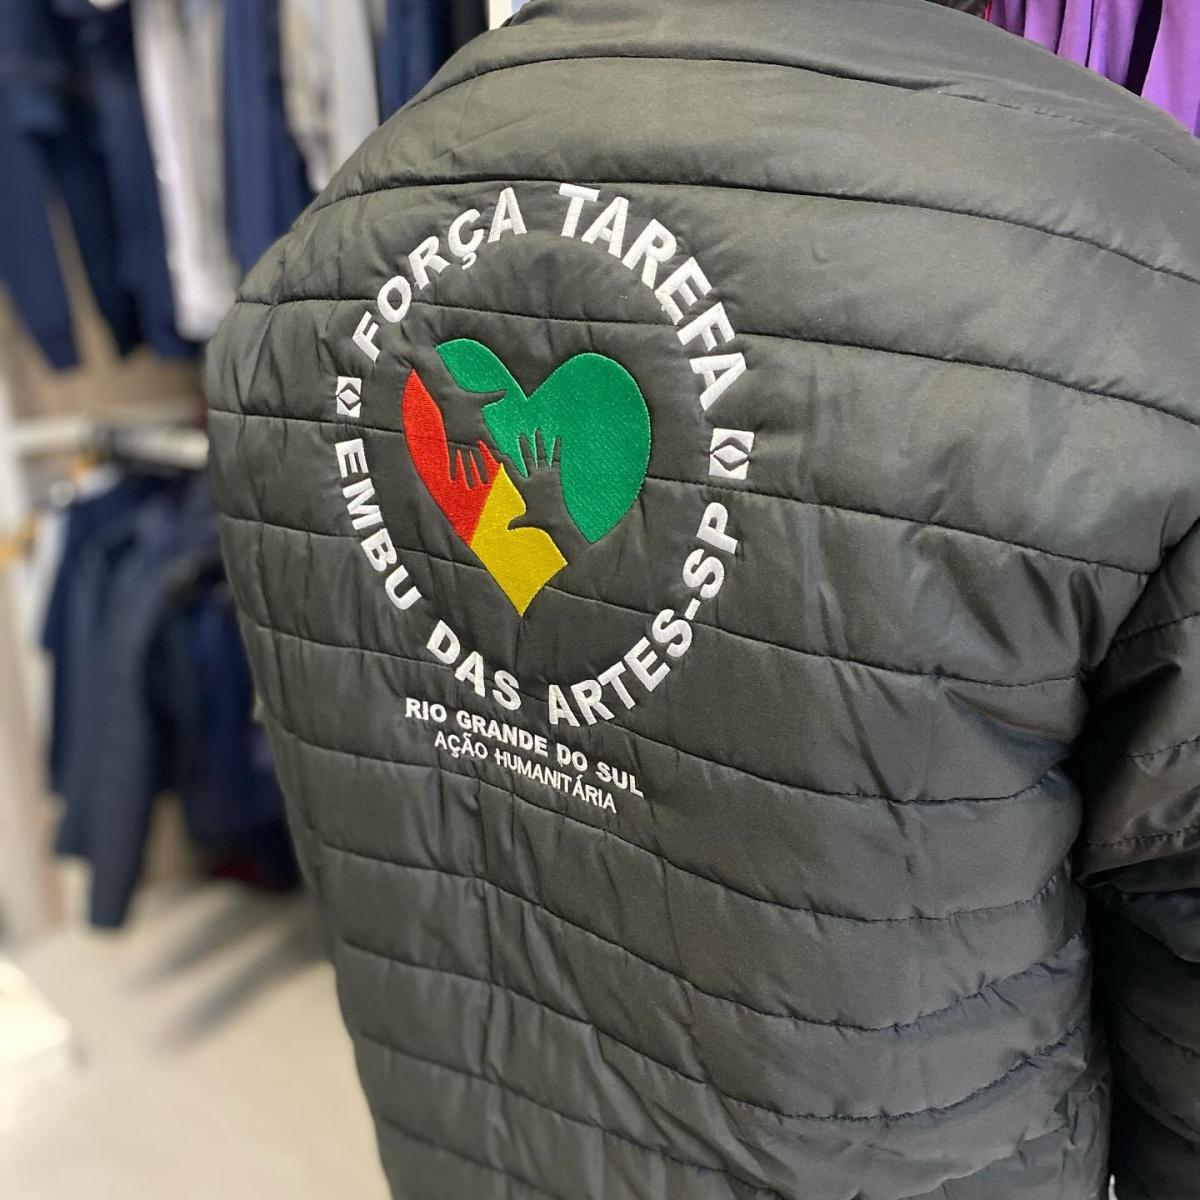 FORÇA TAREFA
EMBU DAS ARTES-SP
RIO GRANDE DO SUL
AÇÃO HUMANITÁRIA